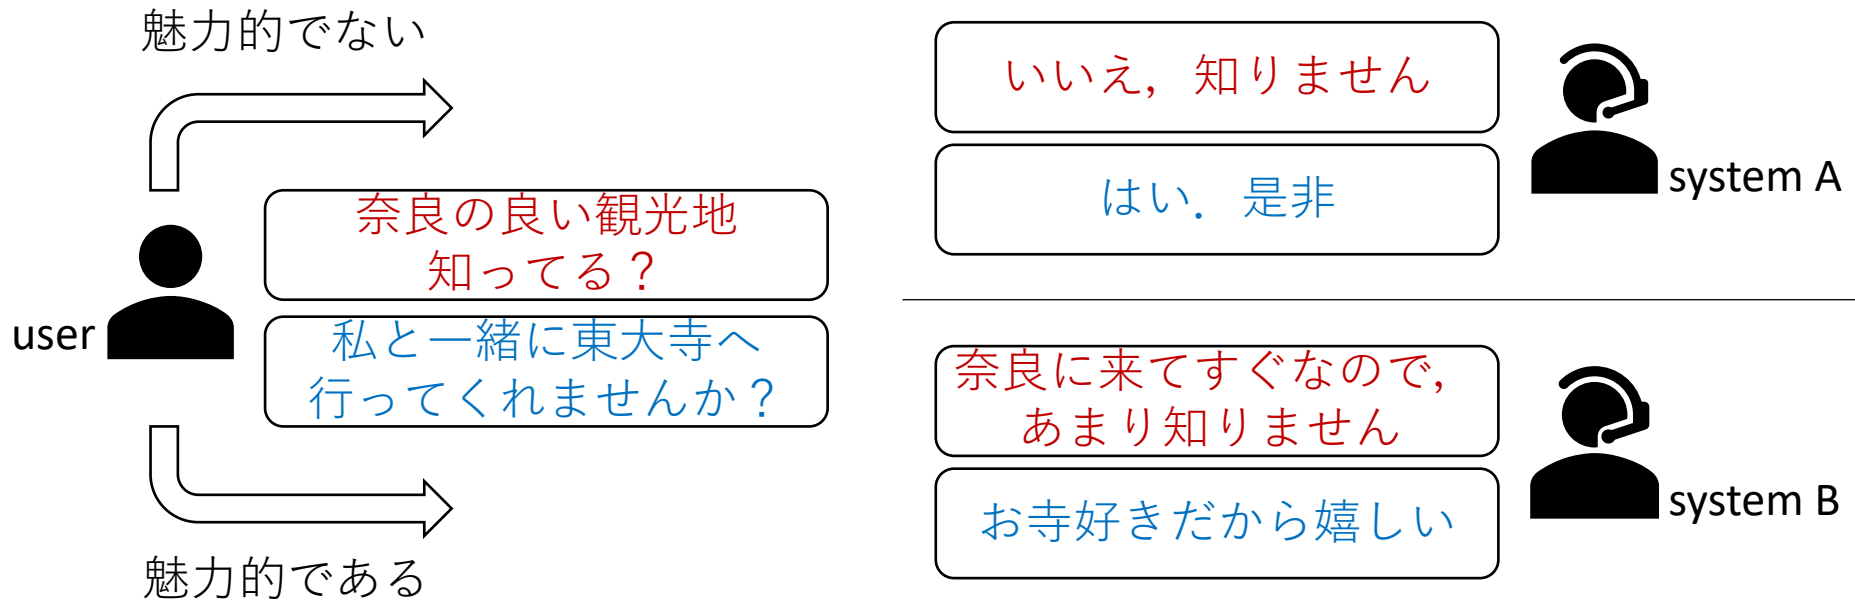 魅力的でない
user
奈良の良い観光地
知ってる？
私と一緒に東大寺へ
行ってくれませんか？
魅力的である
いいえ，知りません
はい．是非
system A
奈良に来てすぐなので，
あまり知りません
お寺好きだから嬉しい
system B